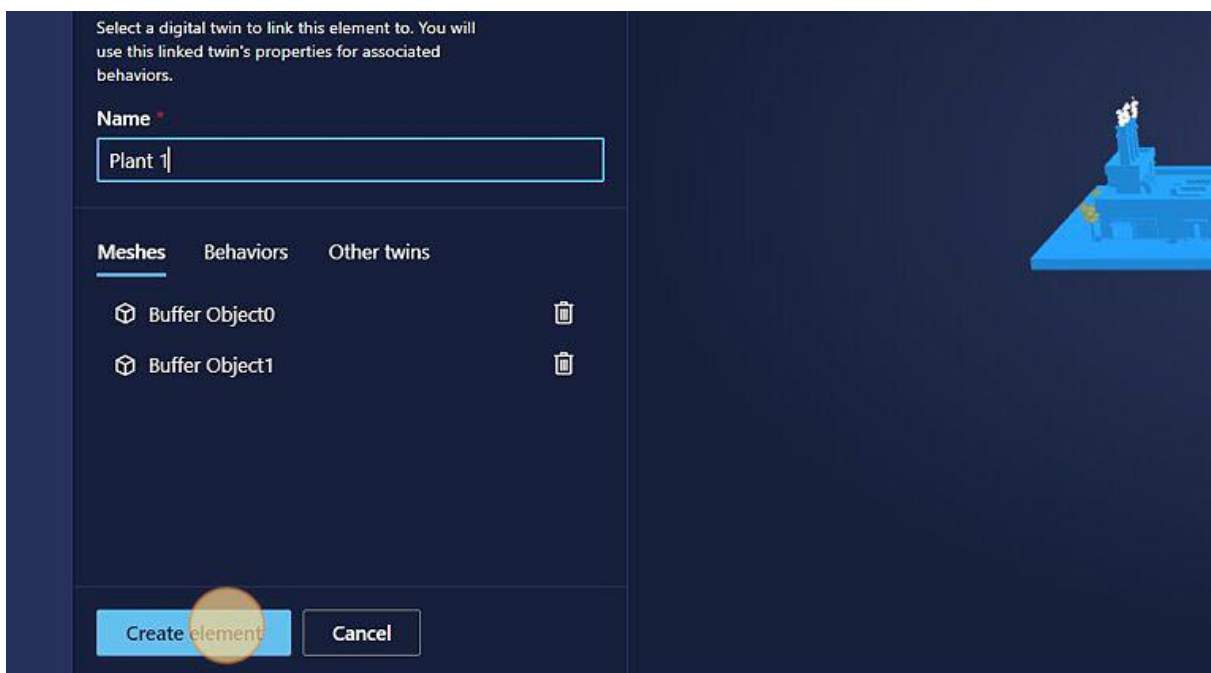 Select a digital twin to link this element to. You will
use this linked twin's properties for associated
behaviors.
Name *
Plant 1
Meshes Behaviors Other twins
Buffer Object0
Buffer Object1
Create element Cancel